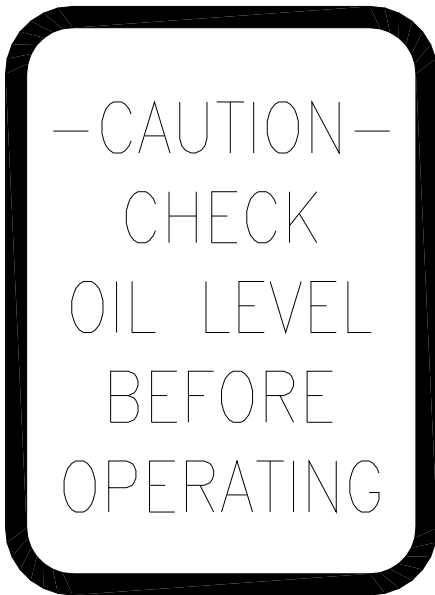 -CAUTION-
CHECK
OIL LEVEL
BEFORE
OPERATING